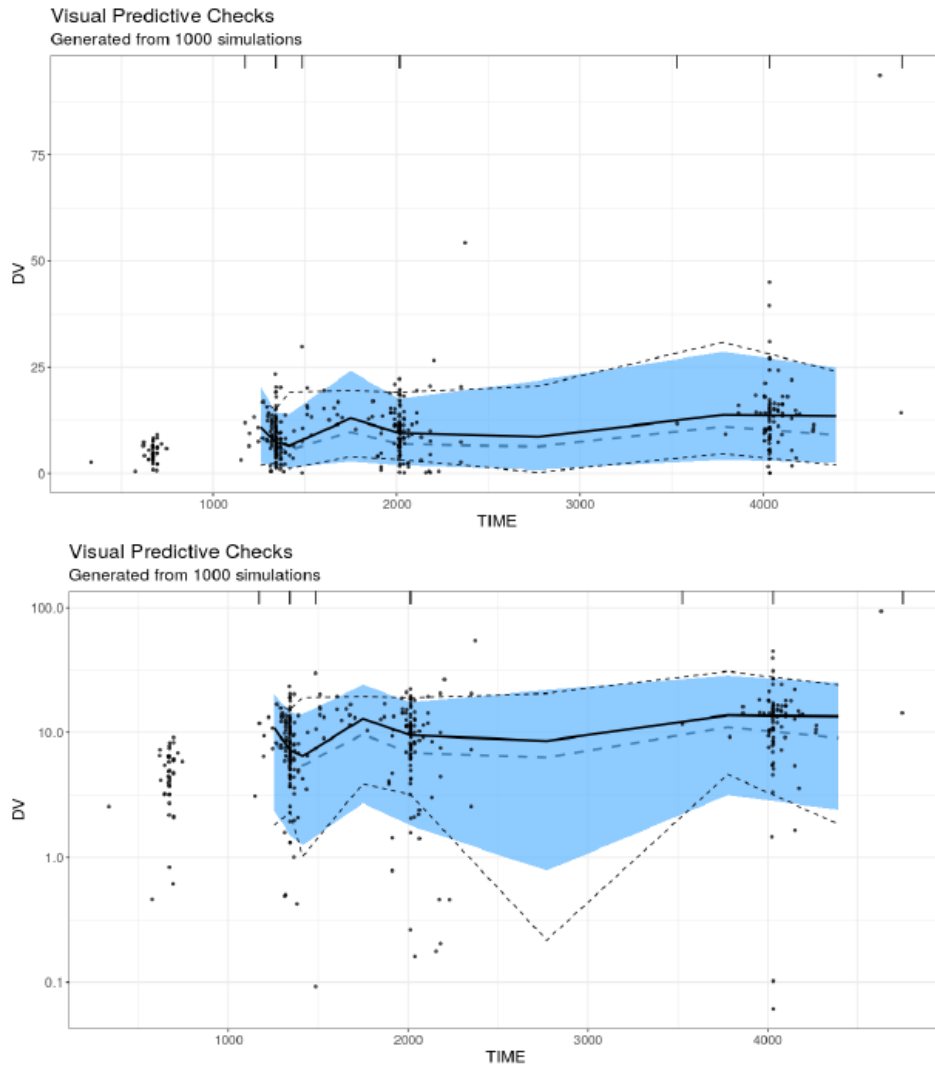 Visual Predictive Checks
Generated from 1000 simulations
75
50
25
0
DV
1000
2000
3000
4000
TIME
Visual Predictive Checks
Generated from 1000 simulations
100.0
10.0
1.0
0.1
DV
1000
2000
3000
4000
TIME